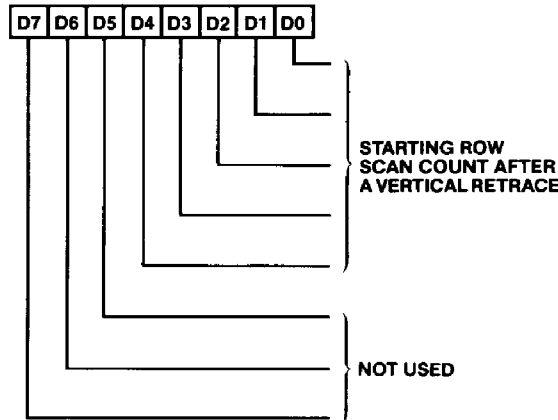 D7 D6 D5 D4 D3 D2 D1 D0
STARTING ROW
SCAN COUNT AFTER
A VERTICAL RETRACE
NOT USED